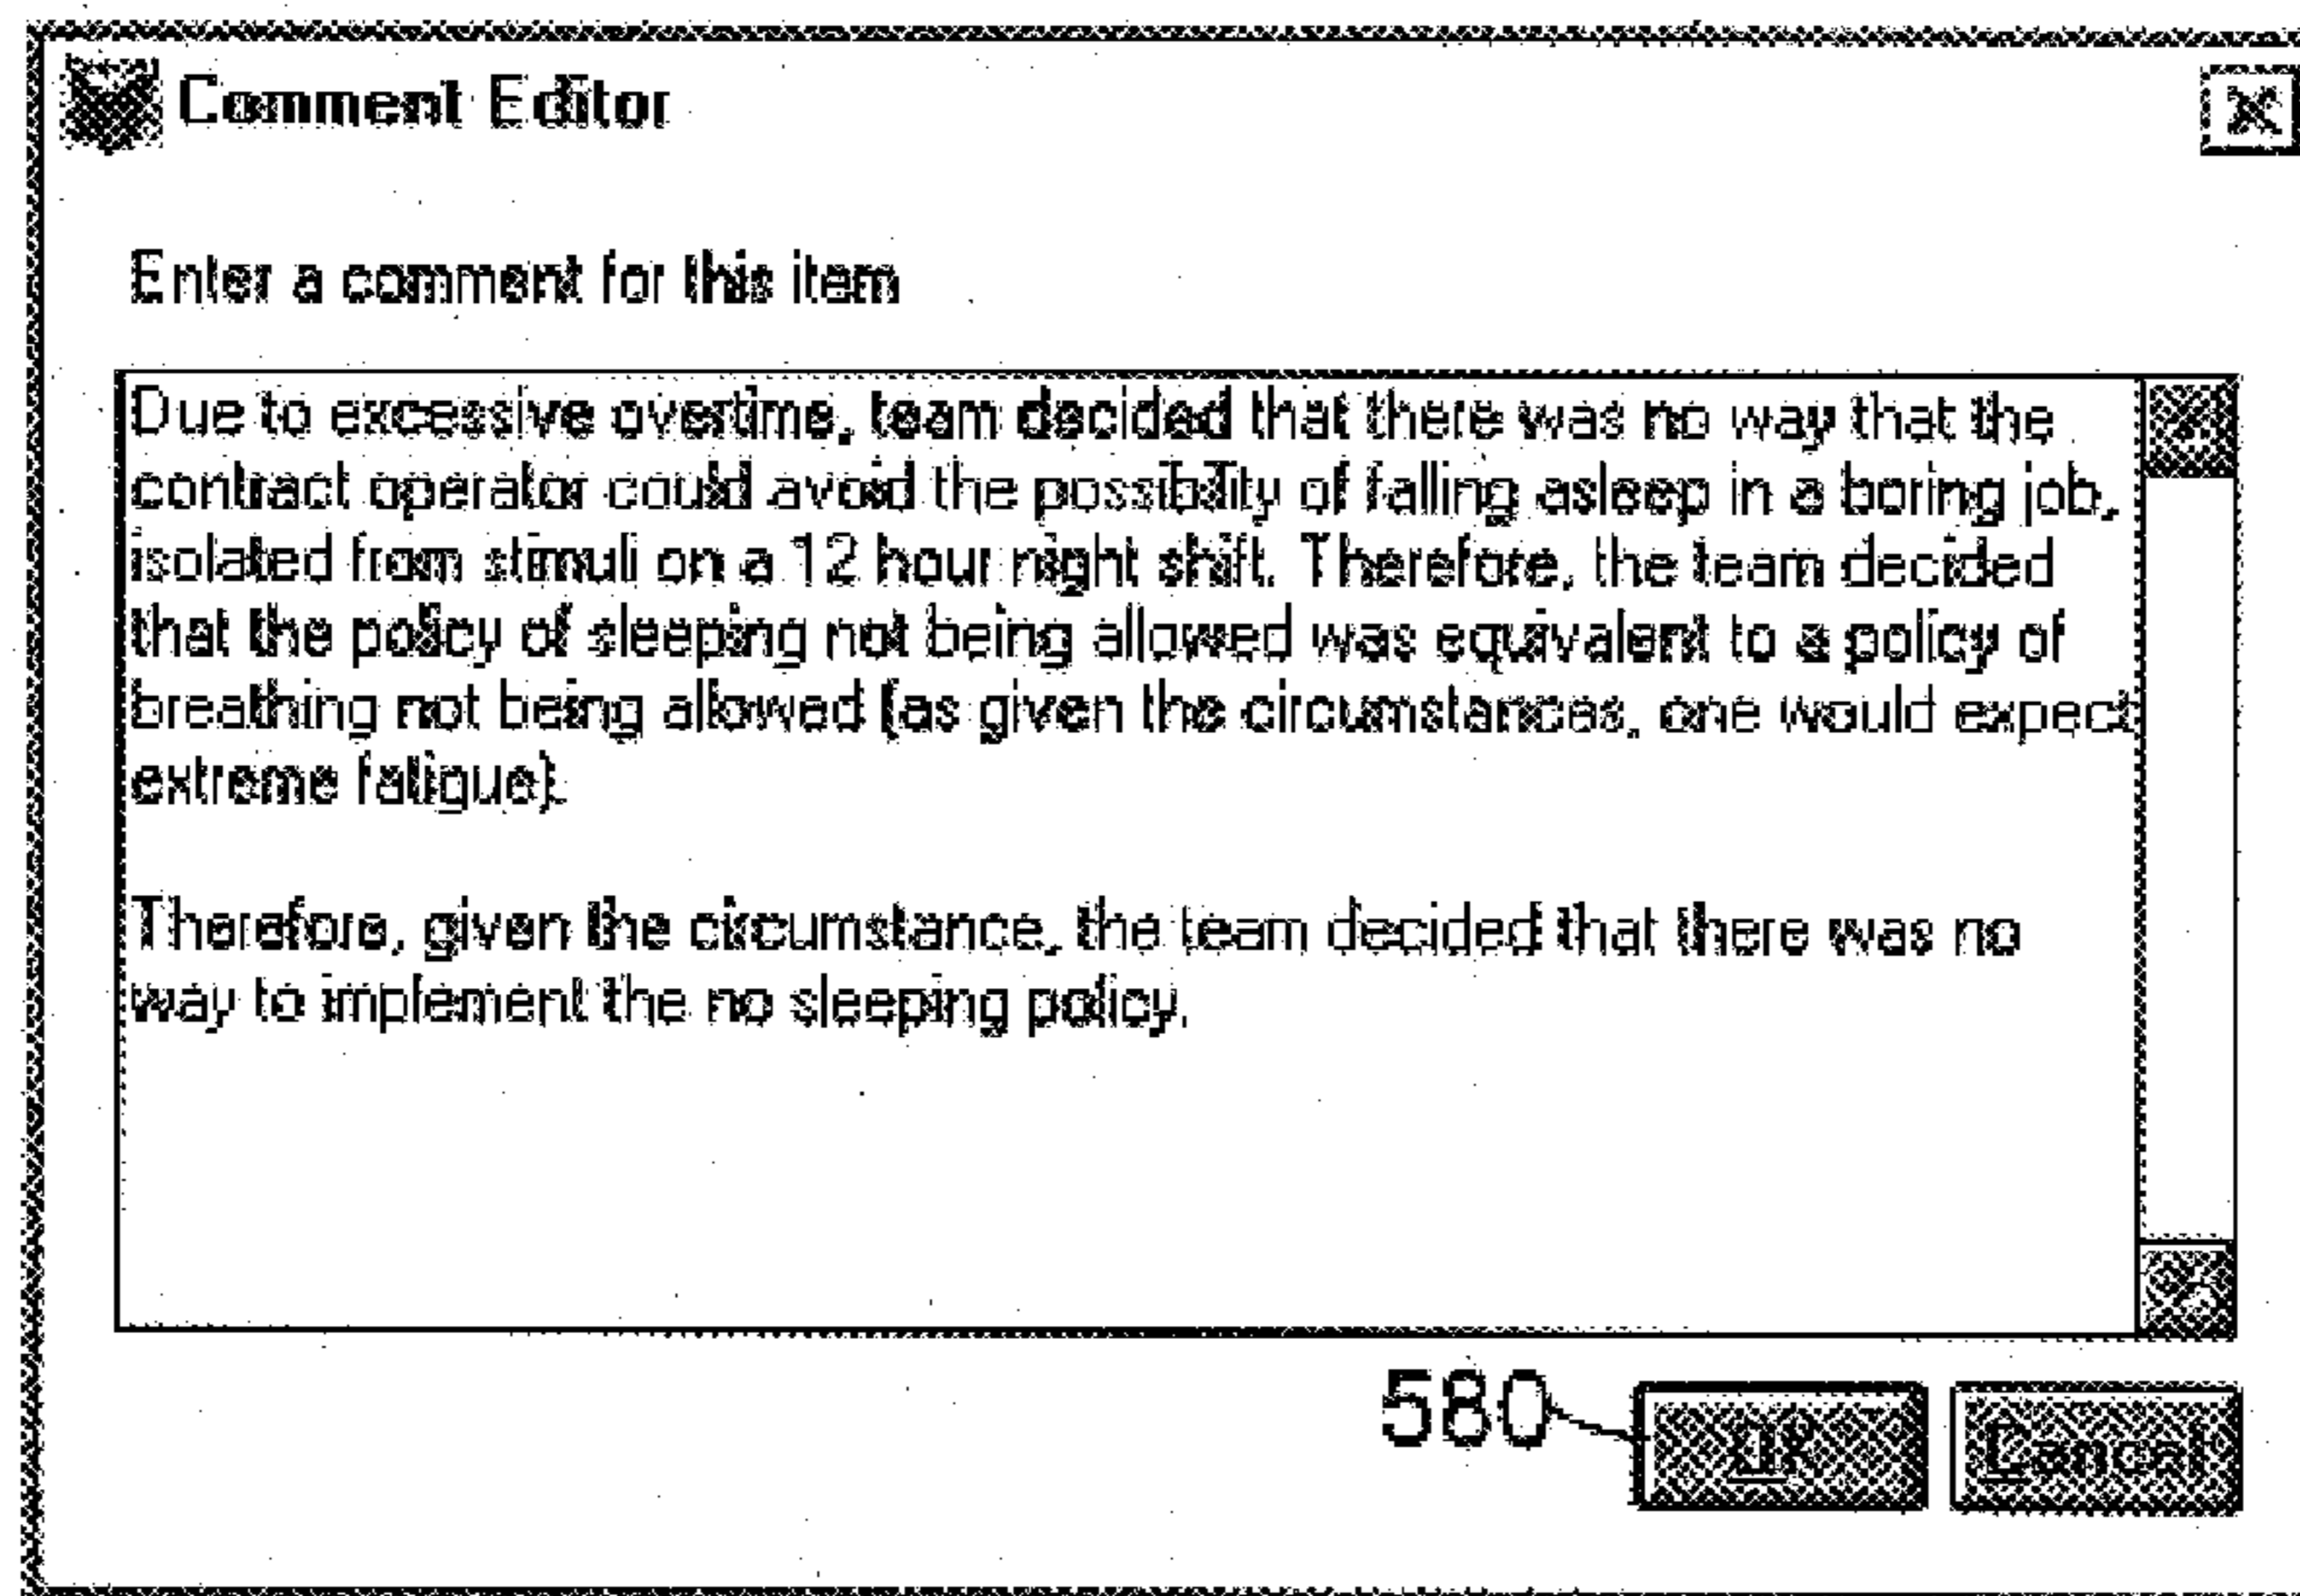 Comment Editor
Enter a comment for this item
Due to excessive overtime, team decided that there was no way that the
contract operator could avoid the possibility of falling asleep in a boring job,
isolated from stimuli on a 12 hour night shift. Therefore, the team decided
that the policy of sleeping not being allowed was equivalent to a policy of
breathing not being allowed (as given the circumstances, one would expect
extreme fatigue).
Therefore, given the circumstance, the team decided that there was no
way to implement the no sleeping policy.
580 OK Cancel